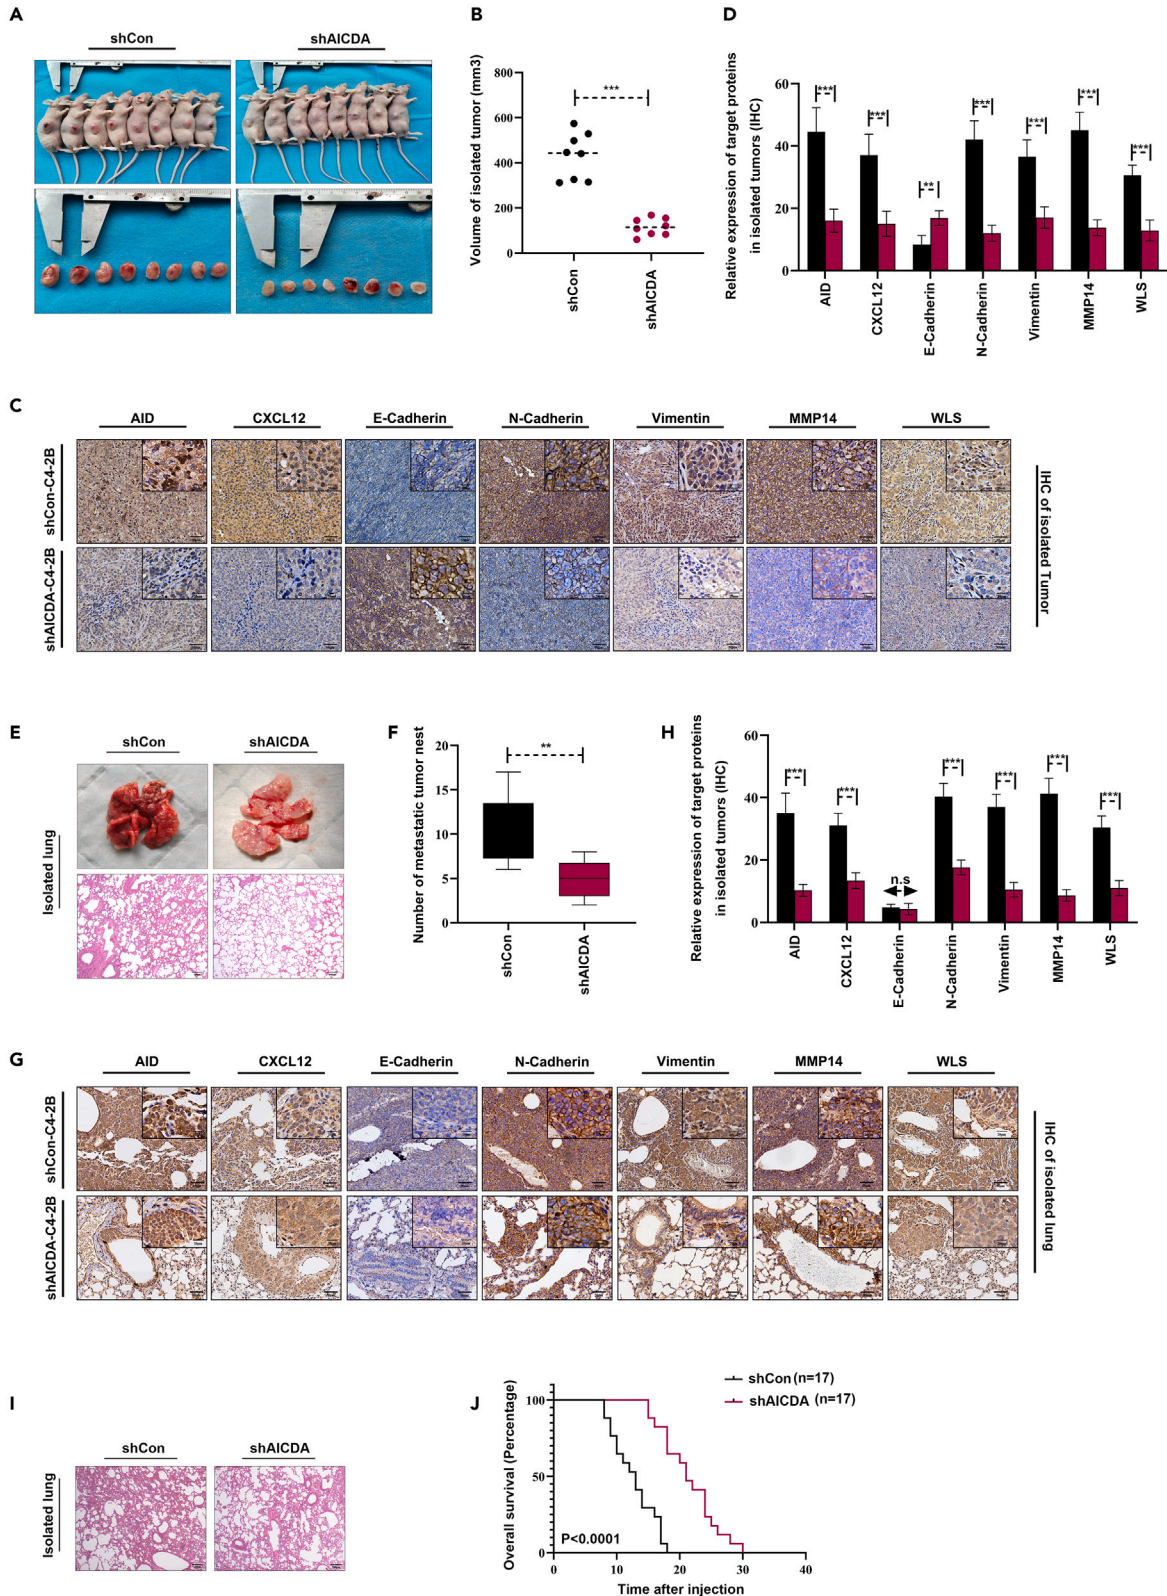 A
shCon
shAICDA
B
Volume of isolated tumor (mm3)
800
600
400
200
0
***
shCon
shAICDA
D
Relative expression of target proteins
in isolated tumors (IHC)
60
40
20
0
***
***
**
***
***
***
***
AID
CXCL12
E-Cadherin
N-Cadherin
Vimentin
MMP14
WLS
C
AID
CXCL12
E-Cadherin
N-Cadherin
Vimentin
MMP14
WLS
shCon-C4-2B
shAICDA-C4-2B
IHC of isolated Tumor
E
shCon
shAICDA
Isolated lung
F
Number of metastatic tumor nest
20
15
10
5
0
**
shCon
shAICDA
H
Relative expression of target proteins
in isolated tumors (IHC)
60
40
20
0
***
***
n.s
***
***
***
***
AID
CXCL12
E-Cadherin
N-Cadherin
Vimentin
MMP14
WLS
G
AID
CXCL12
E-Cadherin
N-Cadherin
Vimentin
MMP14
WLS
shCon-C4-2B
shAICDA-C4-2B
IHC of isolated lung
I
shCon
shAICDA
Isolated lung
J
shCon (n=17)
shAICDA (n=17)
Overall survival (Percentage)
100
50
0
P<0.0001
0 10 20 30 40
Time after injection